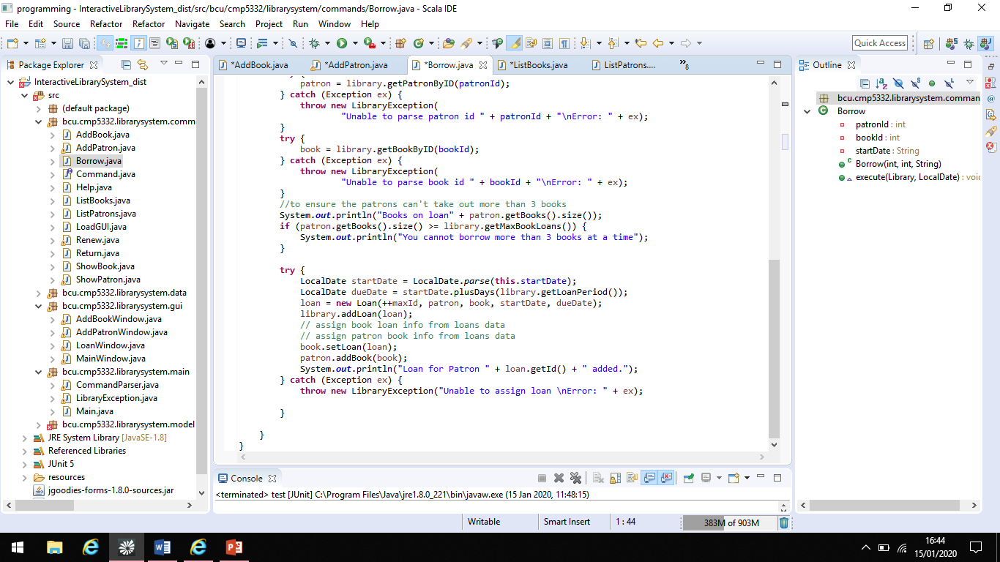 programming - InteractiveLibrarySystem_dist/src/bcu/cmp5332/librarysystem/commands/Borrow.java - Scala IDE
File Edit Source Refactor Refactor Navigate Search Project Run Window Help
Quick Access
Package Explorer
InteractiveLibrarySystem_dist
src
(default package)
bcu.cmp5332.librarysystem.comm
AddBook.java
AddPatron.java
Borrow.java
Command.java
Help.java
ListBooks.java
ListPatrons.java
LoadGUI.java
Renew.java
Return.java
ShowBook.java
ShowPatron.java
bcu.cmp5332.librarysystem.data
bcu.cmp5332.librarysystem.gui
AddBookWindow.java
AddPatronWindow.java
LoanWindow.java
MainWindow.java
bcu.cmp5332.librarysystem.main
CommandParser.java
LibraryException.java
Main.java
bcu.cmp5332.librarysystem.model
JRE System Library [JavaSE-1.8]
Referenced Libraries
JUnit 5
resources
jgoodies-forms-1.8.0-sources.jar
*AddBook.java *AddPatron.java *Borrow.java *ListBooks.java ListPatrons.... »8
patron = library.getPatronByID(patronId);
} catch (Exception ex) {
throw new LibraryException(
"Unable to parse patron id " + patronId + "\nError: " + ex);
}
try {
book = library.getBookByID(bookId);
} catch (Exception ex) {
throw new LibraryException(
"Unable to parse book id " + bookId + "\nError: " + ex);
}
//to ensure the patrons can't take out more than 3 books
System.out.println("Books on loan" + patron.getBooks().size());
if (patron.getBooks().size() >= library.getMaxBookLoans()) {
System.out.println("You cannot borrow more than 3 books at a time");
}
try {
LocalDate startDate = LocalDate.parse(this.startDate);
LocalDate dueDate = startDate.plusDays(library.getLoanPeriod());
loan = new Loan(++maxId, patron, book, startDate, dueDate);
library.addLoan(loan);
// assign book loan info from loans data
// assign patron book info from loans data
book.setLoan(loan);
patron.addBook(book);
System.out.println("Loan for Patron " + loan.getId() + " added.");
} catch (Exception ex) {
throw new LibraryException("Unable to assign loan \nError: " + ex);
}
}
}
Console
<terminated> test [JUnit] C:\Program Files\Java\jre1.8.0_221\bin\javaw.exe (15 Jan 2020, 11:48:15)
Outline
bcu.cmp5332.librarysystem.comman
Borrow
patronId : int
bookId : int
startDate : String
Borrow(int, int, String)
execute(Library, LocalDate) : voi
Writable Smart Insert 1 : 44 383M of 903M
16:44
15/01/2020